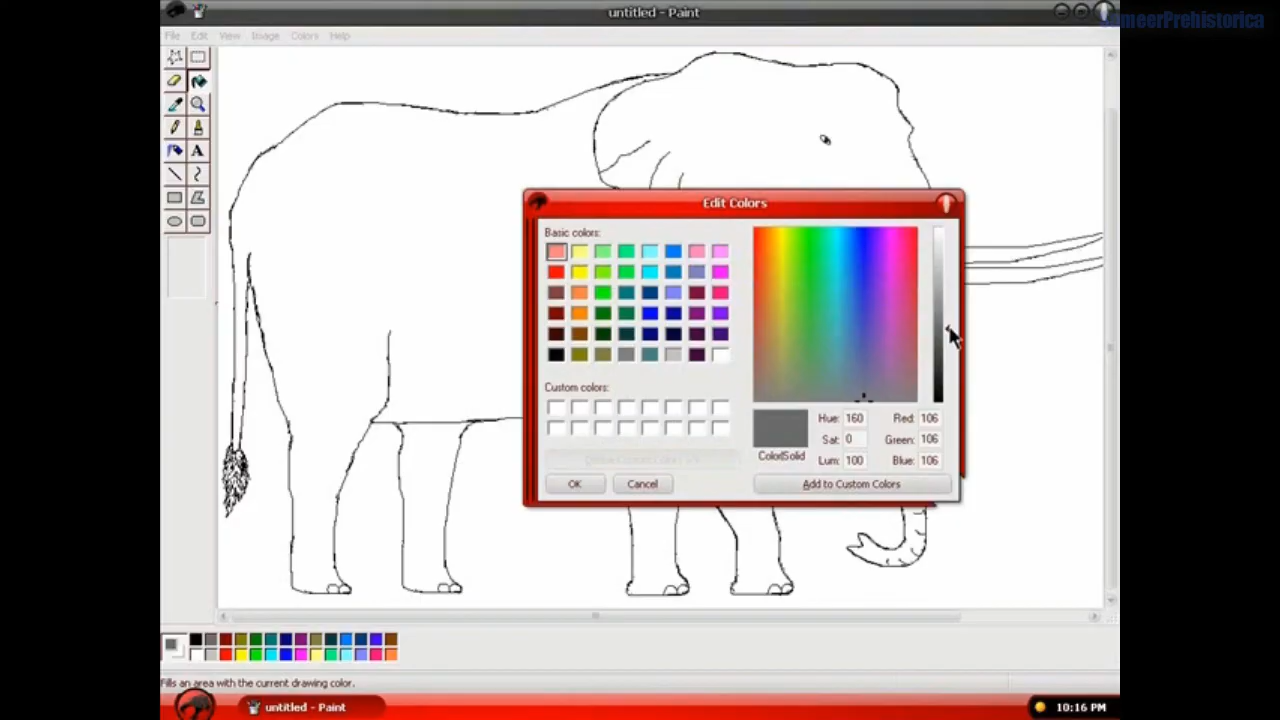 untitled - Paint
File Edit View Image Colors Help
Edit Colors
Basic colors:
Custom colors:
Hue: 160 Red: 106
Sat: 0 Green: 106
Color|Solid
Lum: 100 Blue: 106
OK Cancel Add to Custom Colors
Fills an area with the current drawing color.
untitled - Paint
10:16 PM